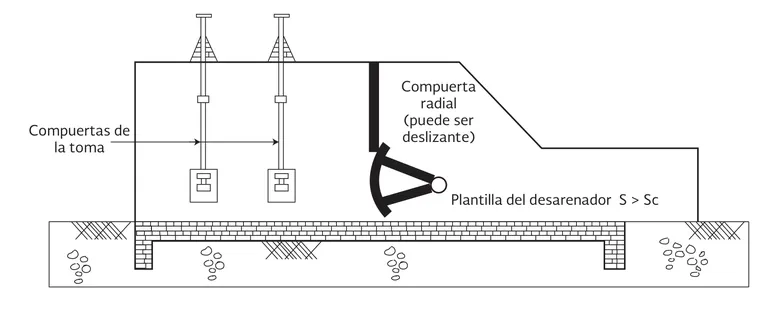 Compuerta
radial
(puede ser
deslizante)
Compuertas de
la toma
Plantilla del desarenador S > Sc